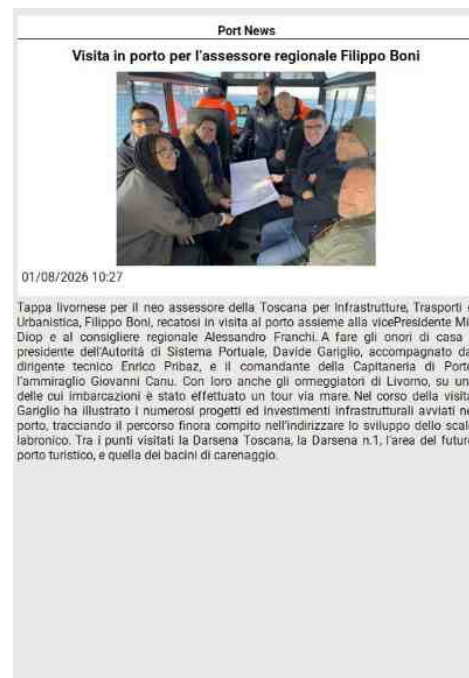 Port News
Visita in porto per l'assessore regionale Filippo Boni
01/08/2026 10:27
Tappa livornese per il neo assessore della Toscana per Infrastrutture, Trasporti e
Urbanistica, Filippo Boni, recatosi in visita al porto assieme alla vicePresidente Mi
Diop e al consigliere regionale Alessandro Franchi. A fare gli onori di casa i
presidente dell'Autorità di Sistema Portuale, Davide Gariglio, accompagnato da
dirigente tecnico Enrico Pribaz, e il comandante della Capitaneria di Porto
l'ammiraglio Giovanni Canu. Con loro anche gli ormeggiatori di Livorno, su un
delle cui imbarcazioni è stato effettuato un tour via mare. Nel corso della visita
Gariglio ha illustrato i numerosi progetti ed investimenti infrastrutturali avviati ne
porto, tracciando il percorso finora compito nell'indirizzare lo sviluppo dello scal
labronico. Tra i punti visitati la Darsena Toscana, la Darsena n.1, l'area del futur
porto turistico, e quella dei bacini di carenaggio.